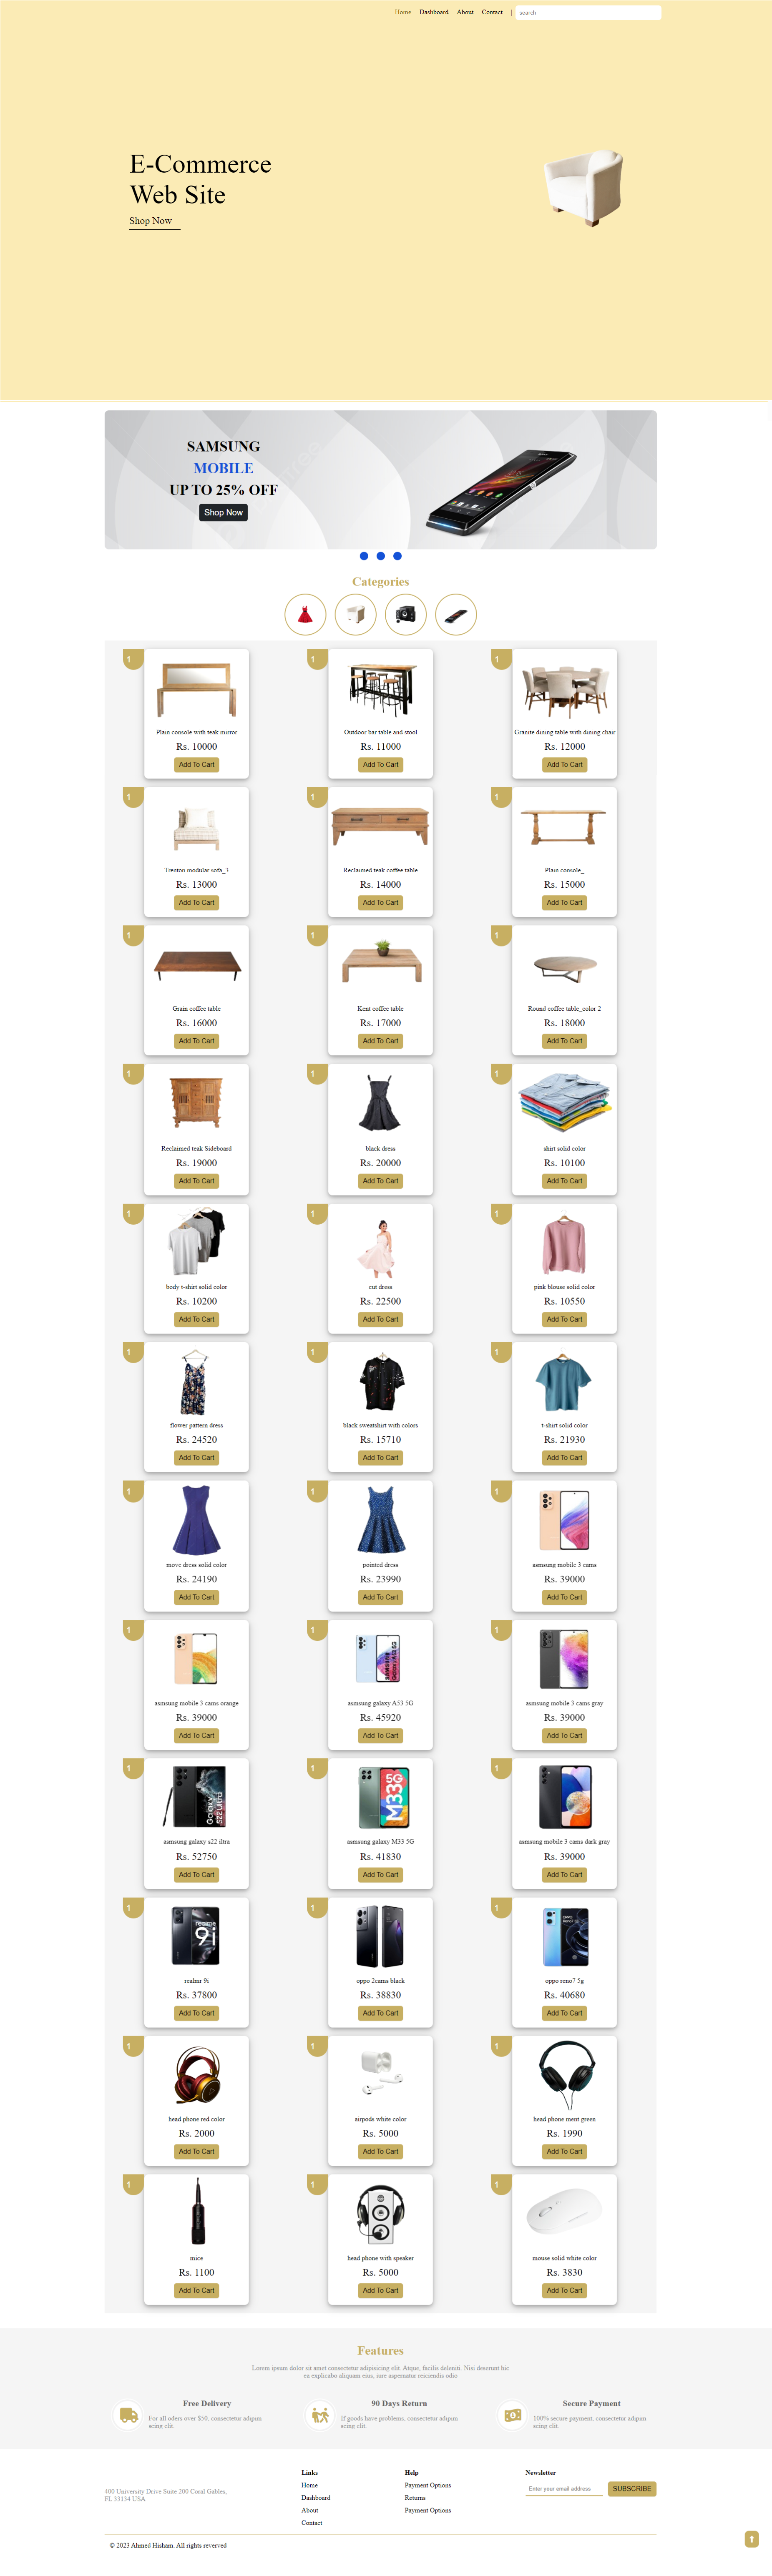 Home Dashboard About Contact | search
E-Commerce
Web Site
Shop Now
SAMSUNG
MOBILE
UP TO 25% OFF
Shop Now
Categories
1 1 1
Plain console with teak mirror Outdoor bar table and stool Granite dining table with dining chair
Rs. 10000 Rs. 11000 Rs. 12000
Add To Cart Add To Cart Add To Cart
1 1 1
Trenton modular sofa_3 Reclaimed teak coffee table Plain console_
Rs. 13000 Rs. 14000 Rs. 15000
Add To Cart Add To Cart Add To Cart
1 1 1
Grain coffee table Kent coffee table Round coffee table_color 2
Rs. 16000 Rs. 17000 Rs. 18000
Add To Cart Add To Cart Add To Cart
1 1 1
Reclaimed teak Sideboard black dress shirt solid color
Rs. 19000 Rs. 20000 Rs. 10100
Add To Cart Add To Cart Add To Cart
1 1 1
body t-shirt solid color cut dress pink blouse solid color
Rs. 10200 Rs. 22500 Rs. 10550
Add To Cart Add To Cart Add To Cart
1 1 1
flower pattern dress black sweatshirt with colors t-shirt solid color
Rs. 24520 Rs. 15710 Rs. 21930
Add To Cart Add To Cart Add To Cart
1 1 1
move dress solid color pointed dress asmsung mobile 3 cams
Rs. 24190 Rs. 23990 Rs. 39000
Add To Cart Add To Cart Add To Cart
1 1 1
asmsung mobile 3 cams orange asmsung galaxy A53 5G asmsung mobile 3 cams gray
Rs. 39000 Rs. 45920 Rs. 39000
Add To Cart Add To Cart Add To Cart
1 1 1
Galaxy S22 Ultra M33 5G
asmsung galaxy s22 iltra asmsung galaxy M33 5G asmsung mobile 3 cams dark gray
Rs. 52750 Rs. 41830 Rs. 39000
Add To Cart Add To Cart Add To Cart
1 1 1
realme 9i
realmr 9i oppo 2cams black oppo reno7 5g
Rs. 37800 Rs. 38830 Rs. 40680
Add To Cart Add To Cart Add To Cart
1 1 1
head phone red color airpods white color head phone ment green
Rs. 2000 Rs. 5000 Rs. 1990
Add To Cart Add To Cart Add To Cart
1 1 1
mice head phone with speaker mouse solid white color
Rs. 1100 Rs. 5000 Rs. 3830
Add To Cart Add To Cart Add To Cart
Features
Lorem ipsum dolor sit amet consectetur adipisicing elit. Atque, facilis deleniti. Nisi deserunt hic
ea explicabo aliquam eius, iure aspernatur reiciendis odio.
Free Delivery
For all oders over $50, consectetur adipim
scing elit.
90 Days Return
If goods have problems, consectetur adipim
scing elit.
Secure Payment
100% secure payment, consectetur adipim
scing elit.
400 University Drive Suite 200 Coral Gables,
FL 33134 USA
Links
Home
Dashboard
About
Contact
Help
Payment Options
Returns
Payment Options
Newsletter
Enter your email address SUBSCRIBE
© 2023 Ahmed Hisham. All rights reverved